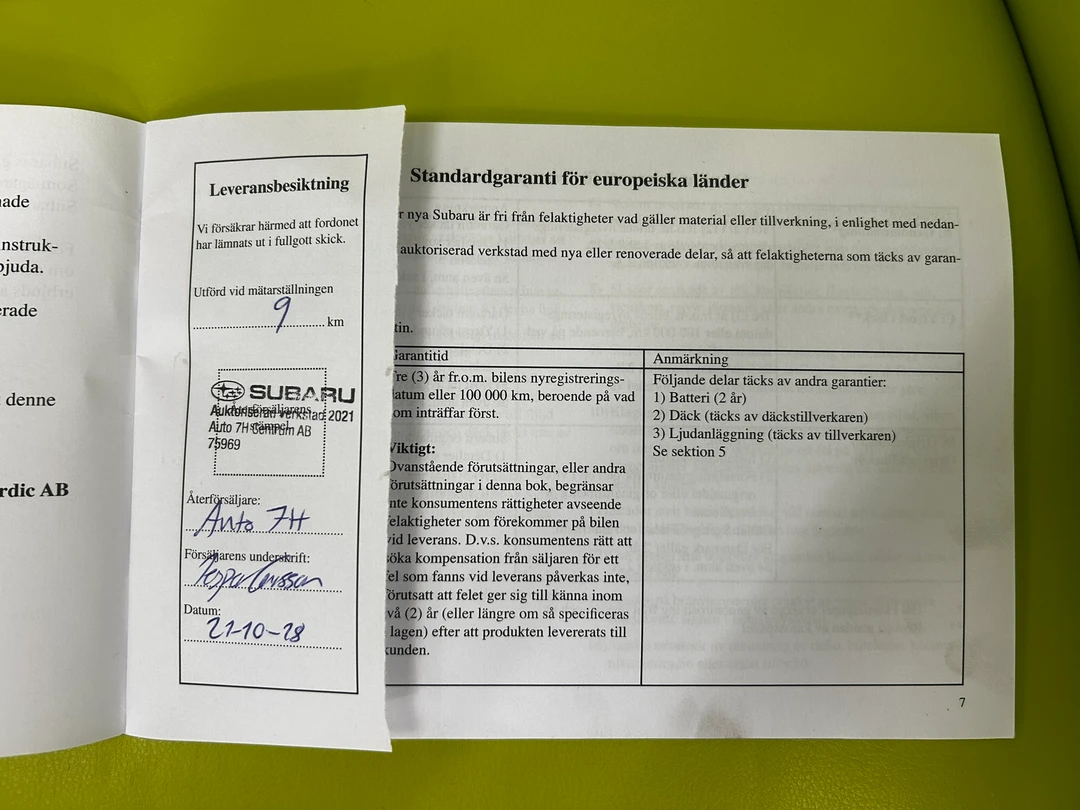 ade
nstruk-
juda.
rade
denne
rdic AB
Leveransbesiktning
Vi försäkrar härmed att fordonet
har lämnats ut i fullgott skick.
Utförd vid mätarställningen
9 km
SUBARU
Auktoriserad verkstad 2021
Auto 7H Centrum AB
75969
Återförsäljare:
Auto 7H
Försäljarens underskrift:
Datum:
21-10-28
Standardgaranti för europeiska länder
r nya Subaru är fri från felaktigheter vad gäller material eller tillverkning, i enlighet med nedan-
auktoriserad verkstad med nya eller renoverade delar, så att felaktigheterna som täcks av garan-
tin.
Garantitid
Tre (3) år fr.o.m. bilens nyregistrerings-
datum eller 100 000 km, beroende på vad
om inträffar först.
Viktigt:
Ovanstående förutsättningar, eller andra
förutsättningar i denna bok, begränsar
nte konsumentens rättigheter avseende
elaktigheter som förekommer på bilen
vid leverans. D.v.s. konsumentens rätt att
söka kompensation från säljaren för ett
el som fanns vid leverans påverkas inte,
förutsatt att felet ger sig till känna inom
vå (2) år (eller längre om så specificeras
lagen) efter att produkten levererats till
kunden.
Anmärkning
Följande delar täcks av andra garantier:
1) Batteri (2 år)
2) Däck (täcks av däckstillverkaren)
3) Ljudanläggning (täcks av tillverkaren)
Se sektion 5
7